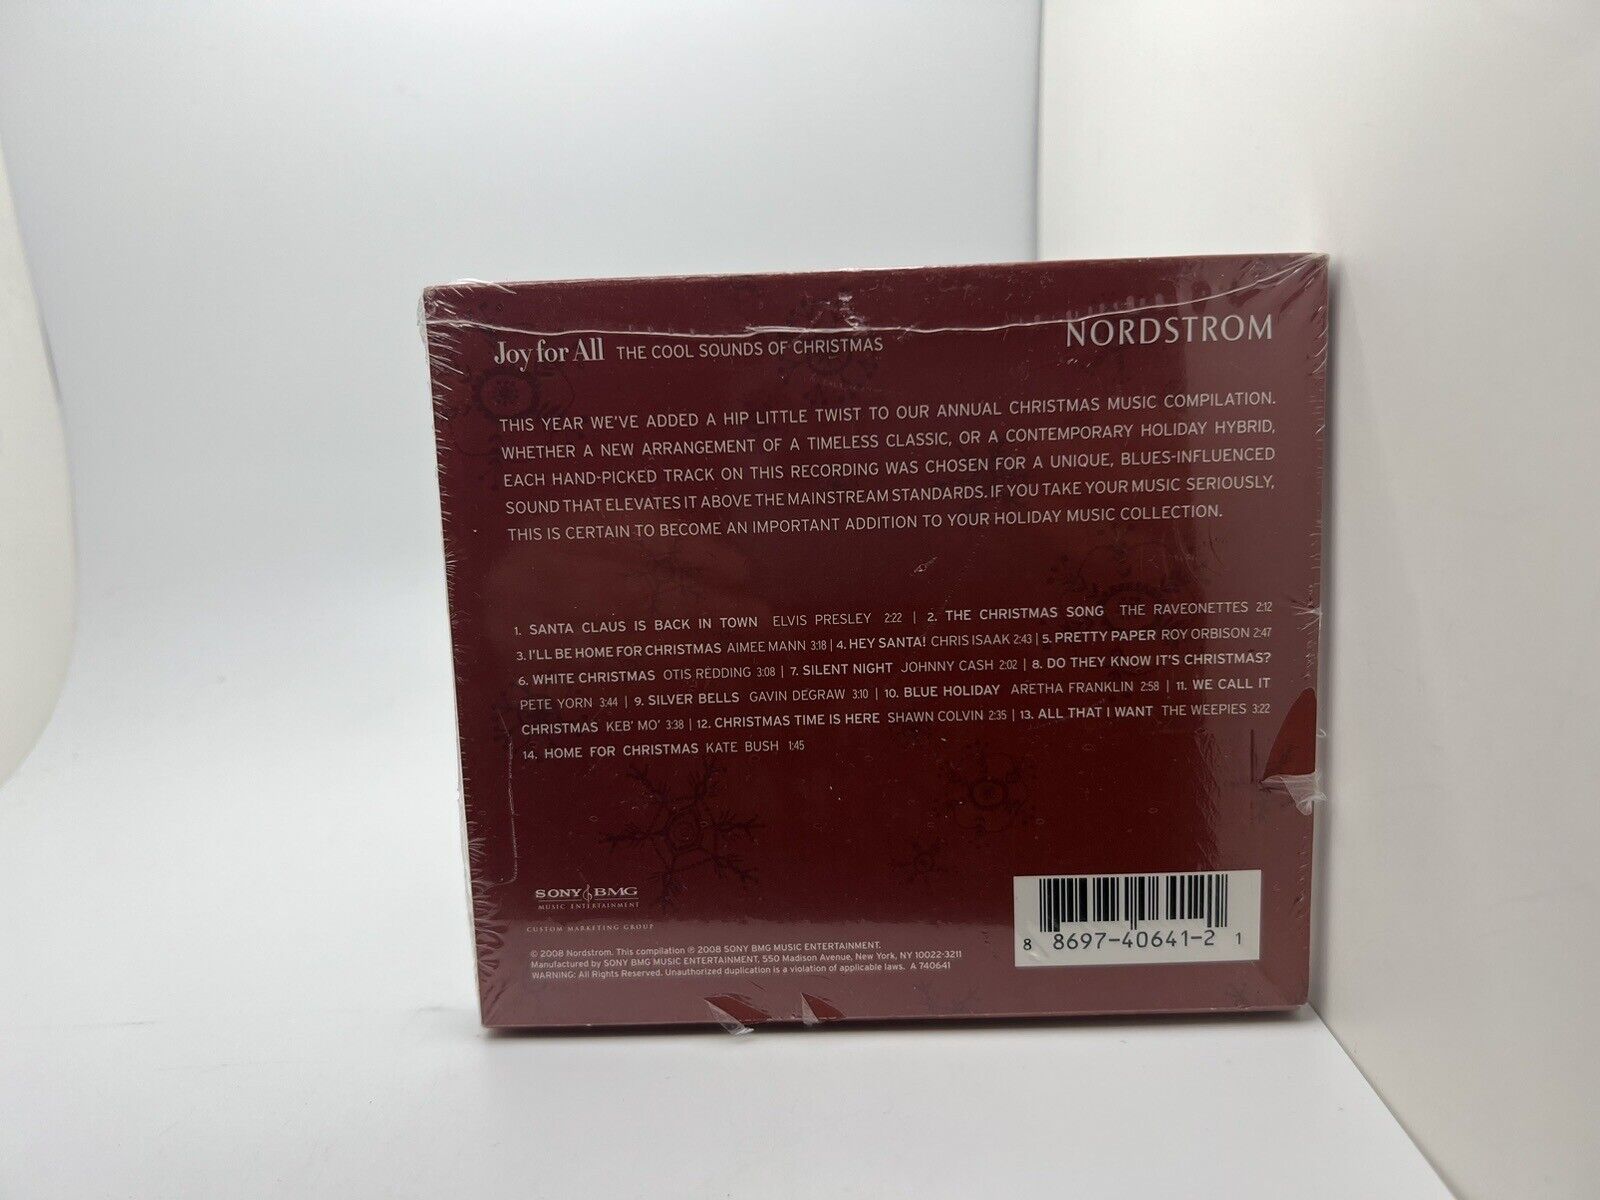 Joy for All THE COOL SOUNDS OF CHRISTMAS
NORDSTROM
THIS YEAR WE'VE ADDED A HIP LITTLE TWIST TO OUR ANNUAL CHRISTMAS MUSIC COMPILATION.
WHETHER A NEW ARRANGEMENT OF A TIMELESS CLASSIC, OR A CONTEMPORARY HOLIDAY HYBRID,
EACH HAND-PICKED TRACK ON THIS RECORDING WAS CHOSEN FOR A UNIQUE, BLUES-INFLUENCED
SOUND THAT ELEVATES IT ABOVE THE MAINSTREAM STANDARDS. IF YOU TAKE YOUR MUSIC SERIOUSLY,
THIS IS CERTAIN TO BECOME AN IMPORTANT ADDITION TO YOUR HOLIDAY MUSIC COLLECTION.
1. SANTA CLAUS IS BACK IN TOWN ELVIS PRESLEY 2:22 | 2. THE CHRISTMAS SONG THE RAVEONETTES 2:12
3. I'LL BE HOME FOR CHRISTMAS AIMEE MANN 3:18 | 4. HEY SANTA! CHRIS ISAAK 2:43 | 5. PRETTY PAPER ROY ORBISON 2:47
6. WHITE CHRISTMAS OTIS REDDING 3:08 | 7. SILENT NIGHT JOHNNY CASH 2:02 | 8. DO THEY KNOW IT'S CHRISTMAS?
PETE YORN 3:44 | 9. SILVER BELLS GAVIN DEGRAW 3:10 | 10. BLUE HOLIDAY ARETHA FRANKLIN 2:58 | 11. WE CALL IT
CHRISTMAS KEB' MO' 3:38 | 12. CHRISTMAS TIME IS HERE SHAWN COLVIN 2:35 | 13. ALL THAT I WANT THE WEEPIES 3:22
14. HOME FOR CHRISTMAS KATE BUSH 1:45
SONY BMG
MUSIC ENTERTAINMENT
CUSTOM MARKETING GROUP
© 2008 Nordstrom. This compilation ℗ 2008 SONY BMG MUSIC ENTERTAINMENT.
Manufactured by SONY BMG MUSIC ENTERTAINMENT, 550 Madison Avenue, New York, NY 10022-3211
WARNING: All Rights Reserved. Unauthorized duplication is a violation of applicable laws. A 740641
8 8697-40641-2 1